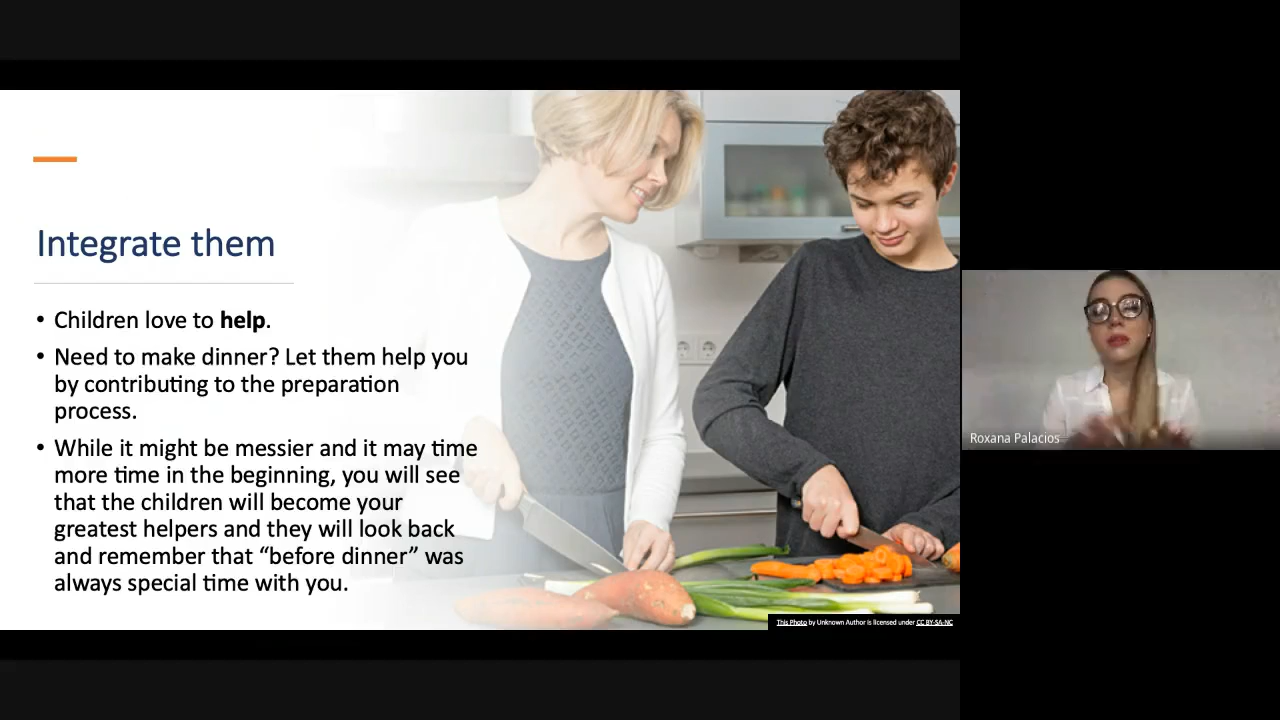 Integrate them
• Children love to help.
• Need to make dinner? Let them help you
by contributing to the preparation
process.
• While it might be messier and it may time
more time in the beginning, you will see
that the children will become your
greatest helpers and they will look back
and remember that “before dinner” was
always special time with you.
This Photo by Unknown Author is licensed under CC BY-SA-NC
Roxana Palacios